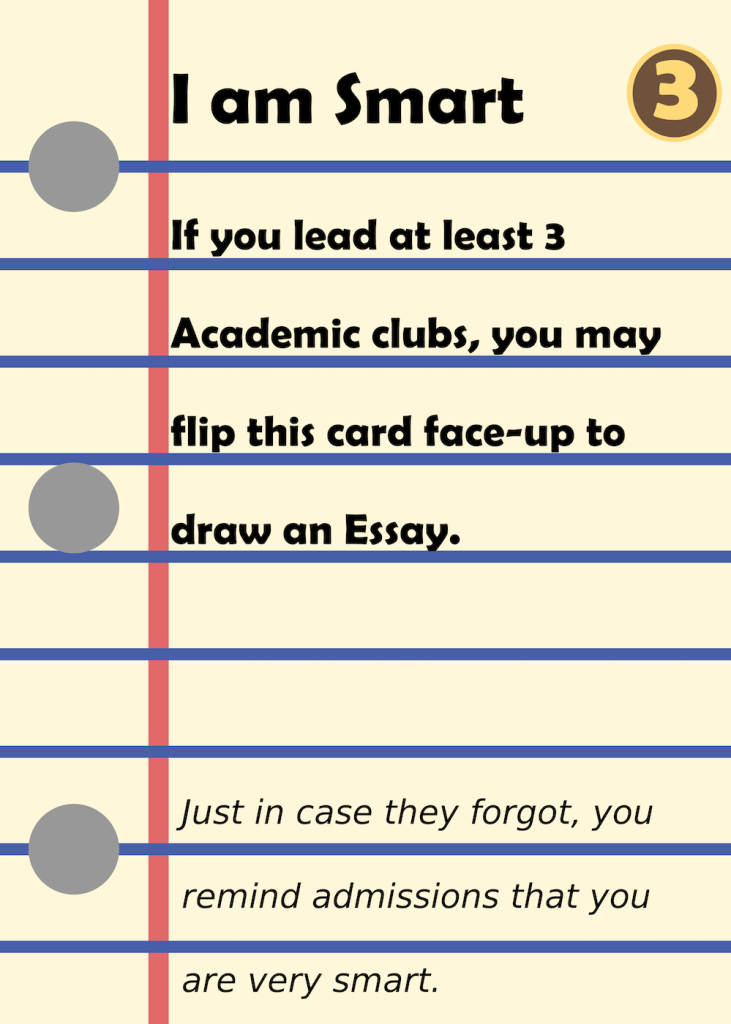 I am Smart
3
If you lead at least 3
Academic clubs, you may
flip this card face-up to
draw an Essay.
Just in case they forgot, you
remind admissions that you
are very smart.